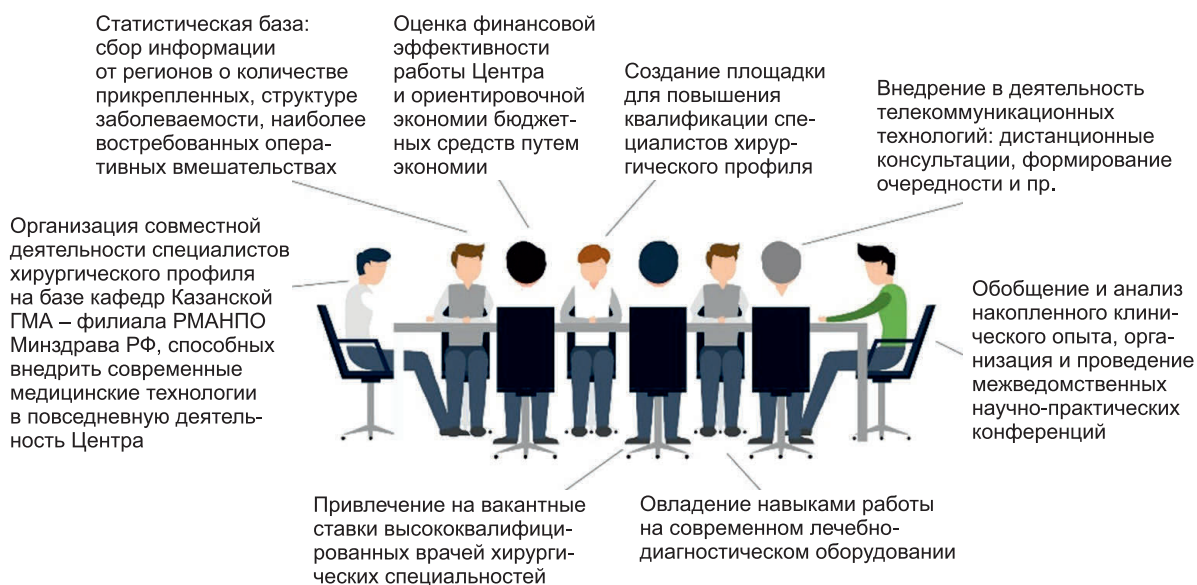 Статистическая база:
сбор информации
от регионов о количестве
прикрепленных, структуре
заболеваемости, наиболее
востребованных опера-
тивных вмешательствах
Оценка финансовой
эффективности
работы Центра
и ориентировочной
экономии бюджет-
ных средств путем
экономии
Создание площадки
для повышения
квалификации спе-
циалистов хирур-
гического профиля
Внедрение в деятельность
телекоммуникационных
технологий: дистанционные
консультации, формирование
очередности и пр.
Организация совместной
деятельности специалистов
хирургического профиля
на базе кафедр Казанской
ГМА – филиала РМАНПО
Минздрава РФ, способных
внедрить современные
медицинские технологии
в повседневную деятель-
ность Центра
Обобщение и анализ
накопленного клини-
ческого опыта, орга-
низация и проведение
межведомственных
научно-практических
конференций
Привлечение на вакантные
ставки высококвалифици-
рованных врачей хирурги-
ческих специальностей
Овладение навыками работы
на современном лечебно-
диагностическом оборудовании